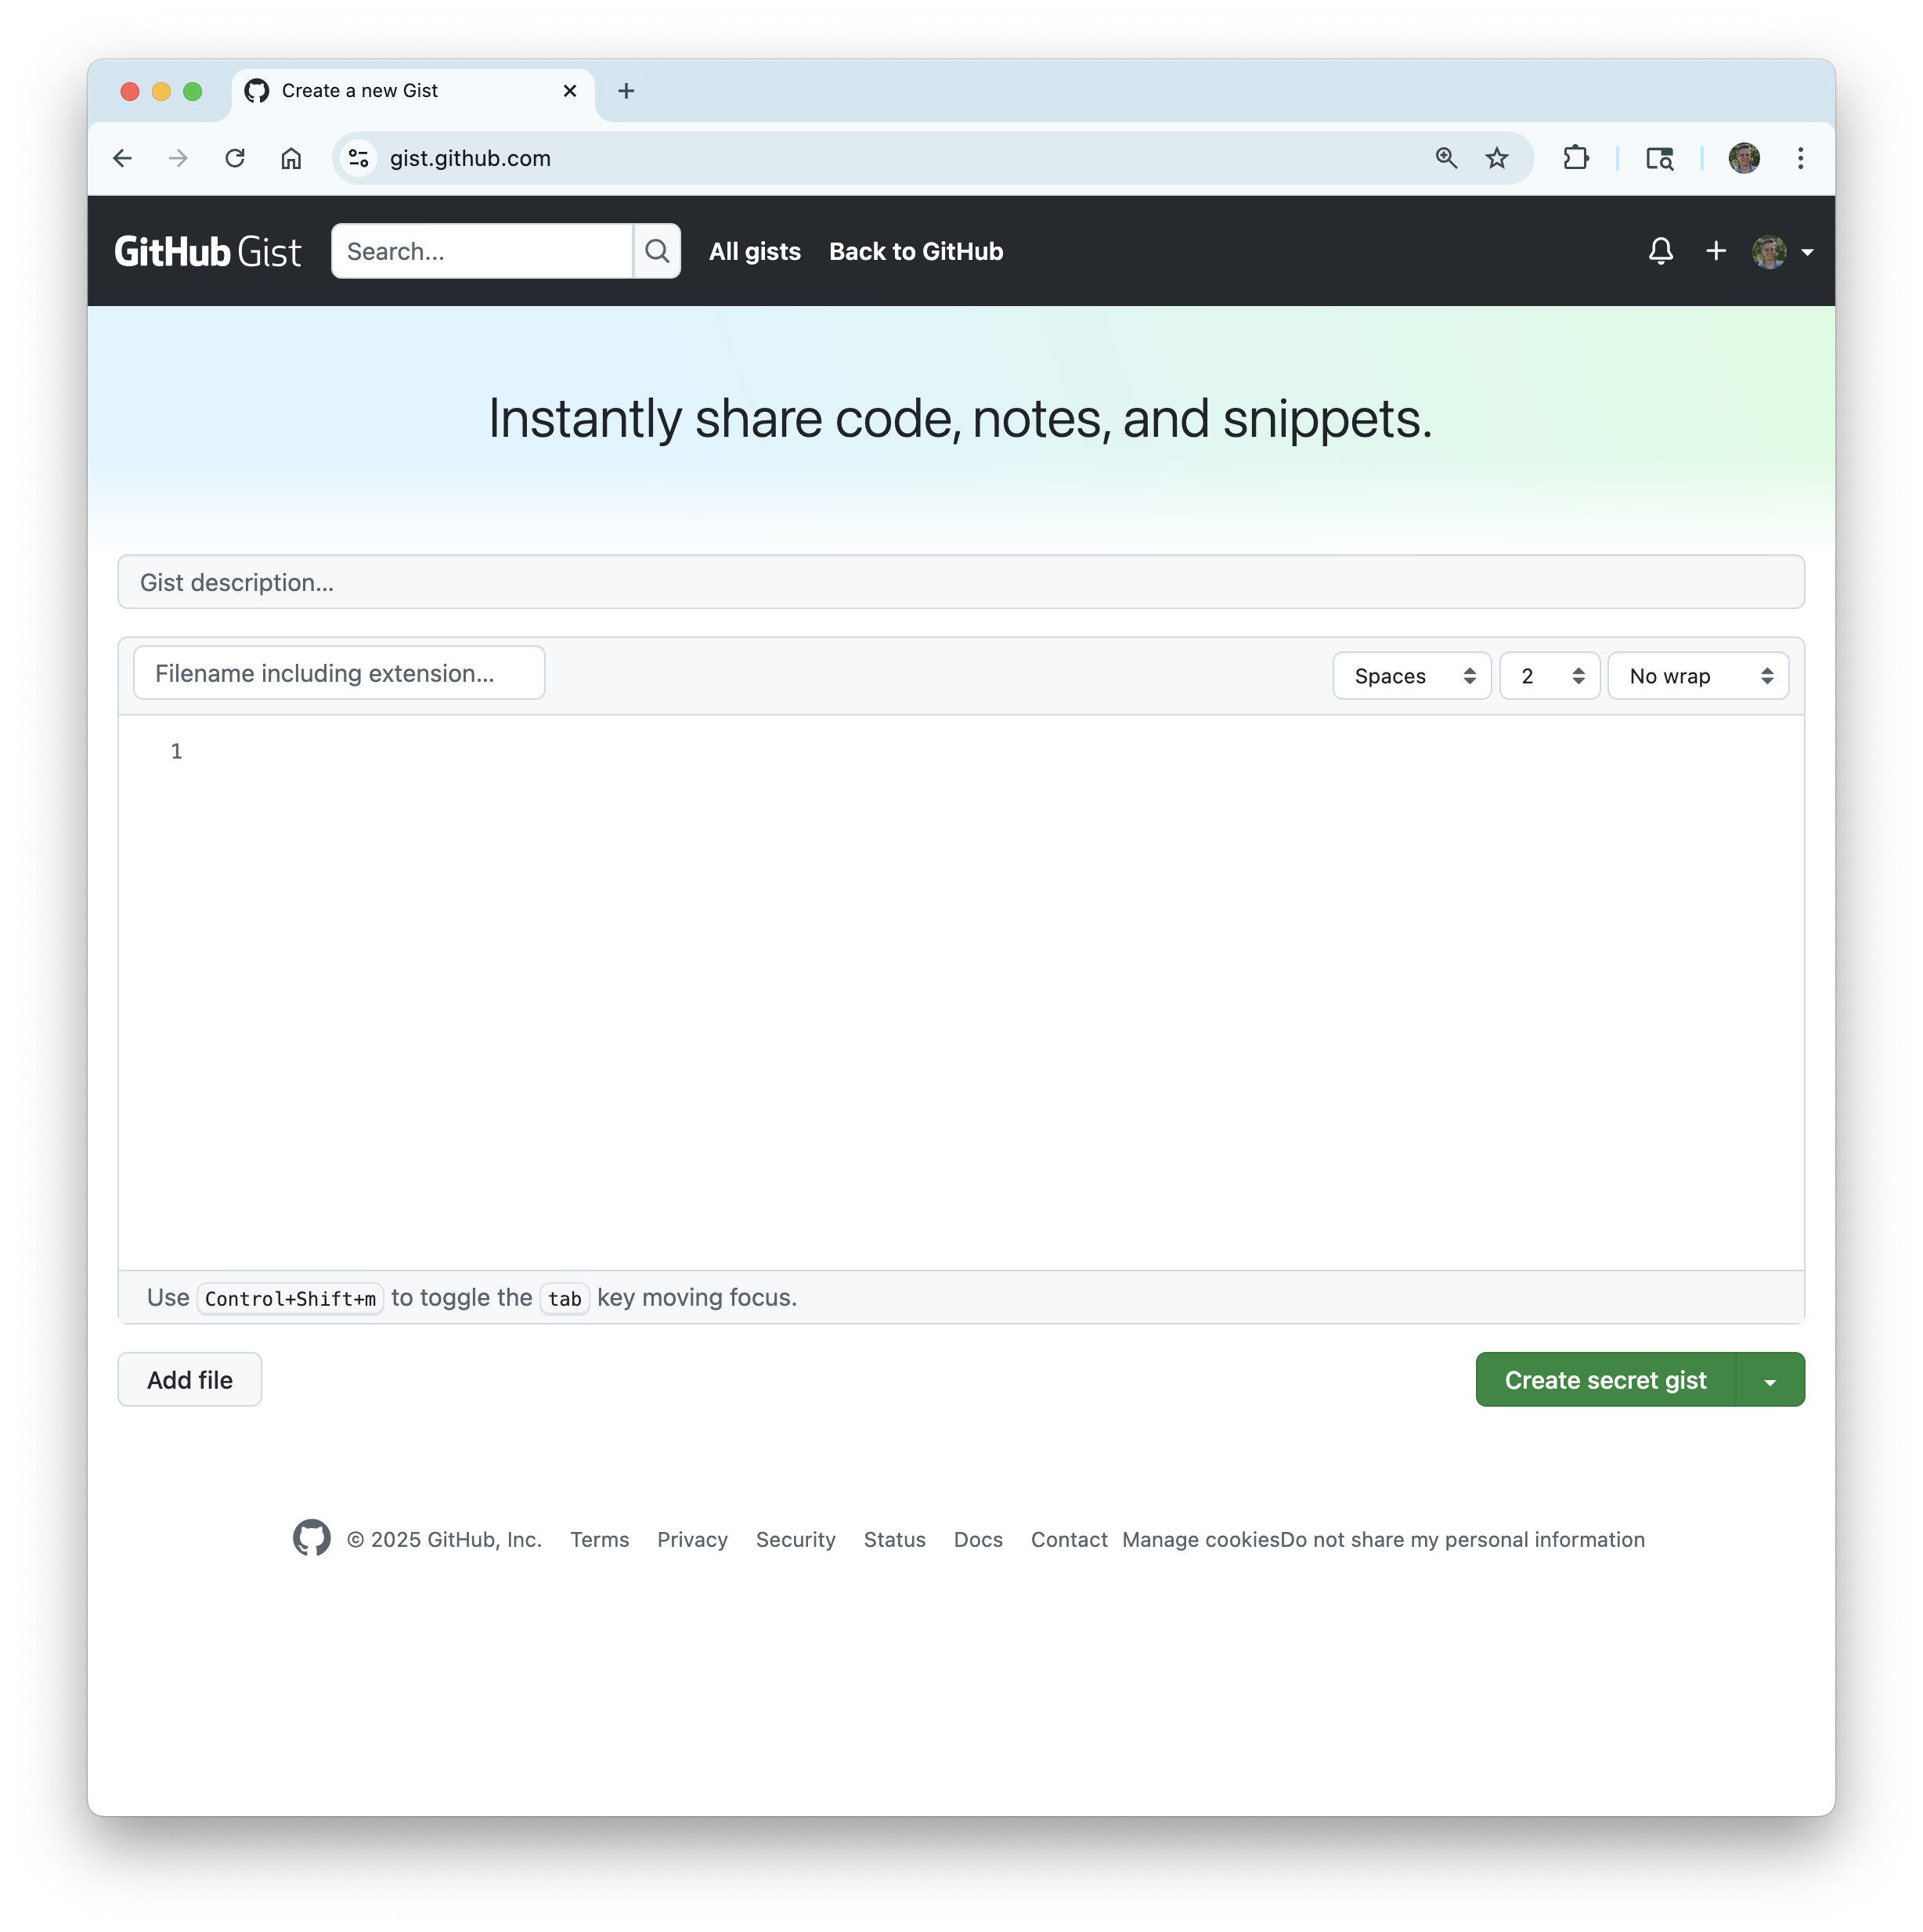 Create a new Gist
gist.github.com
GitHub Gist
Search...
All gists
Back to GitHub
Instantly share code, notes, and snippets.
Gist description...
Filename including extension...
Spaces
2
No wrap
1
Use Control+Shift+m to toggle the tab key moving focus.
Add file
Create secret gist
© 2025 GitHub, Inc.
Terms
Privacy
Security
Status
Docs
Contact
Manage cookies
Do not share my personal information